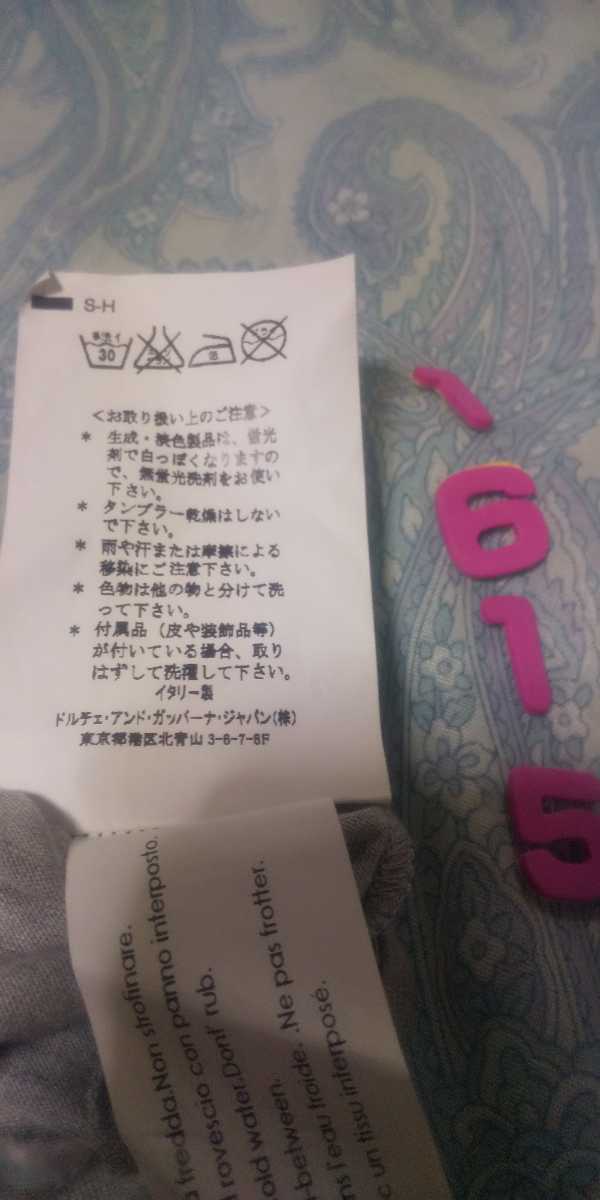 S-H
30
<お取り扱い上のご注意>
* 生成・淡色製品は、蛍光
剤で白っぽくなりますの
で、無蛍光洗剤をお使い
下さい。
* タンブラー乾燥はしない
で下さい。
* 雨や汗または摩擦による
移染にご注意下さい。
* 色物は他の物と分けて洗
って下さい。
* 付属品（皮や装飾品等）
が付いている場合、取り
はずして洗濯して下さい。
イタリー製
ドルチェ・アンド・ガッバーナ・ジャパン(株)
東京都港区北青山 3-6-7-6F
fredda.Non strofinare.
rovescio con panno interposto.
old water.Dont' rub.
-between. .Ne pas frotter.
ns l'eau froide.
c un tissu interposé.
1
6
1
5